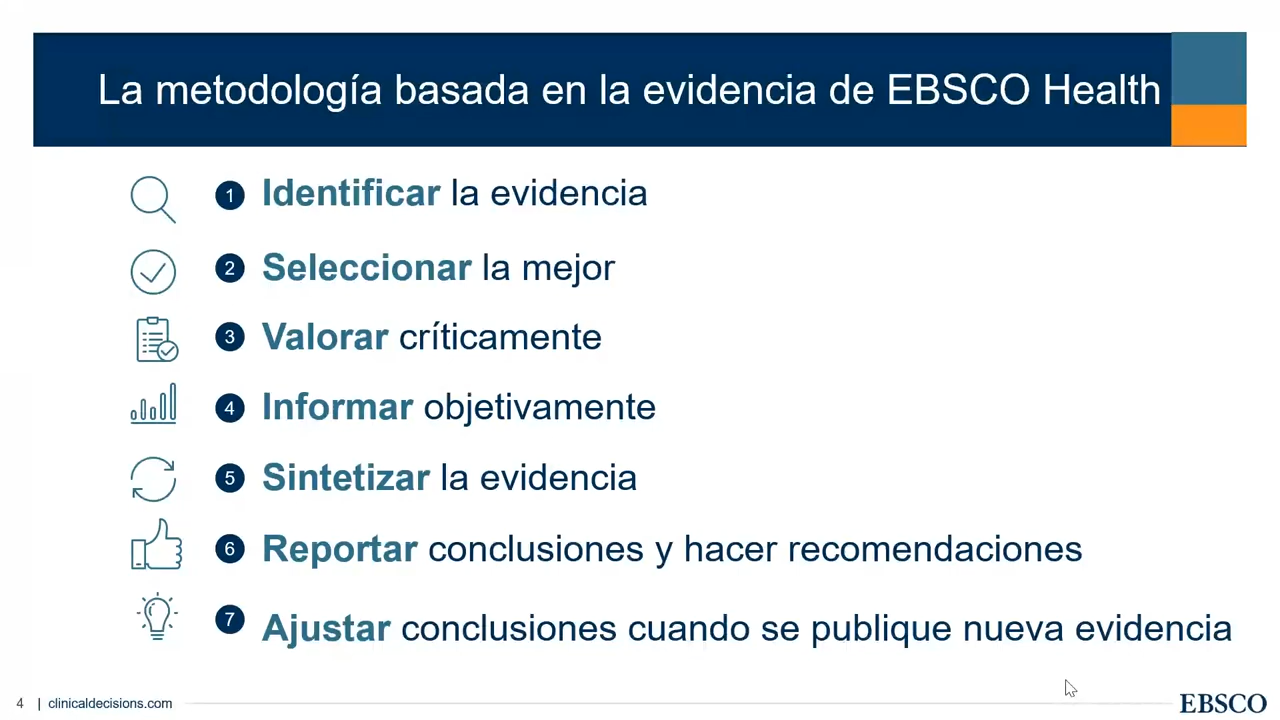 La metodología basada en la evidencia de EBSCO Health
1 Identificar la evidencia
2 Seleccionar la mejor
3 Valorar críticamente
4 Informar objetivamente
5 Sintetizar la evidencia
6 Reportar conclusiones y hacer recomendaciones
7 Ajustar conclusiones cuando se publique nueva evidencia
4 | clinicaldecisions.com
EBSCO